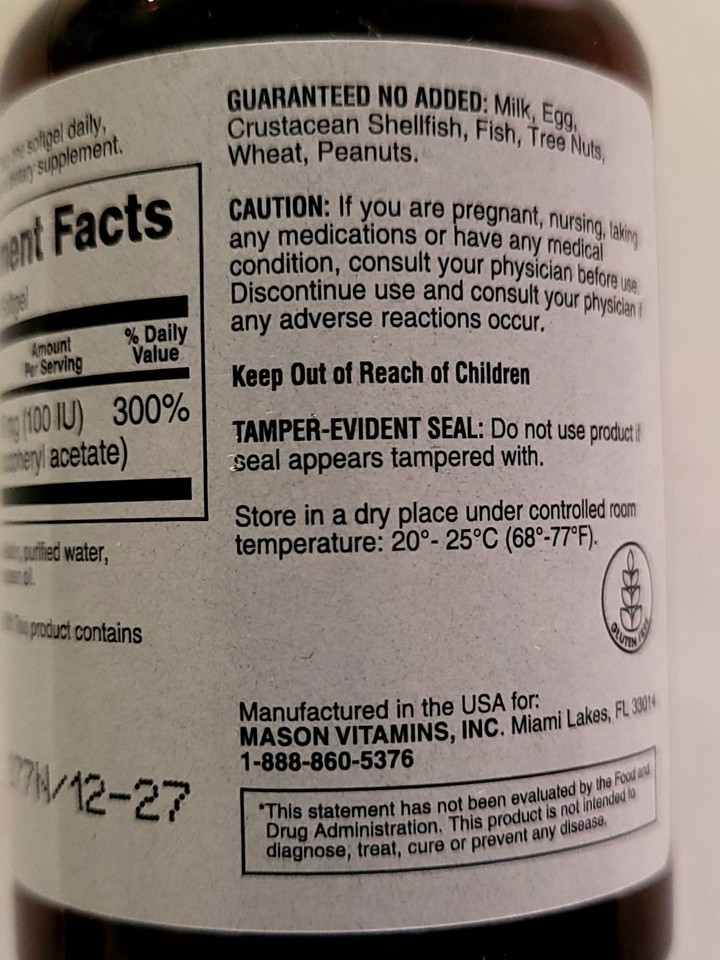 softgel daily,
supplement.
ent Facts
softgel
Amount
Per Serving
% Daily
Value
(100 IU) 300%
acetate)
purified water,
oil.
product contains
77N/12-27
GUARANTEED NO ADDED: Milk, Egg,
Crustacean Shellfish, Fish, Tree Nuts,
Wheat, Peanuts.
CAUTION: If you are pregnant, nursing, taking
any medications or have any medical
condition, consult your physician before use.
Discontinue use and consult your physician if
any adverse reactions occur.
Keep Out of Reach of Children
TAMPER-EVIDENT SEAL: Do not use product if
seal appears tampered with.
Store in a dry place under controlled room
temperature: 20°- 25°C (68°-77°F).
GLUTEN FREE
Manufactured in the USA for:
MASON VITAMINS, INC. Miami Lakes, FL 33014
1-888-860-5376
*This statement has not been evaluated by the Food and
Drug Administration. This product is not intended to
diagnose, treat, cure or prevent any disease.